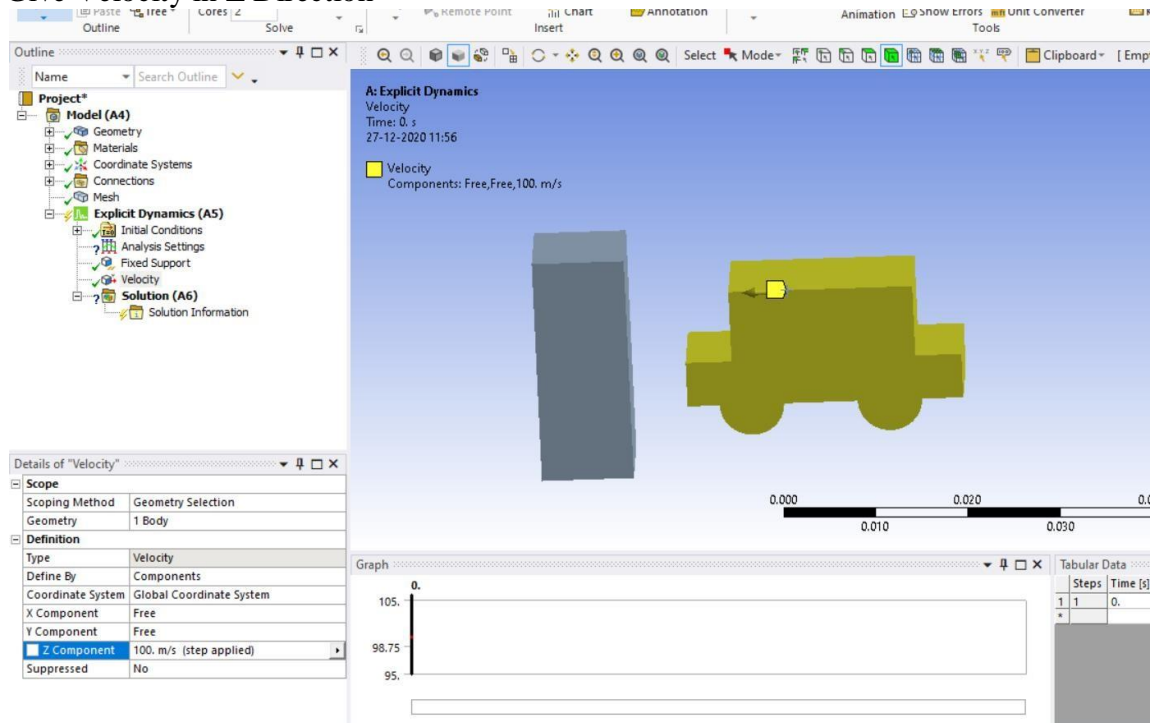 Give Velocity in Z Direction
Paste Tree Cores 2 Remote Point Chart Annotation Animation Show Errors Unit Converter
Outline Solve Insert Tools
Outline
Name Search Outline
Select Mode Clipboard [ Emp
Project*
Model (A4)
Geometry
Materials
Coordinate Systems
Connections
Mesh
Explicit Dynamics (A5)
Initial Conditions
Analysis Settings
Fixed Support
Velocity
Solution (A6)
Solution Information
A: Explicit Dynamics
Velocity
Time: 0. s
27-12-2020 11:56
Velocity
Components: Free,Free,100. m/s
0.000 0.020
0.010 0.030
Details of "Velocity"
Scope
Scoping Method Geometry Selection
Geometry 1 Body
Definition
Type Velocity
Define By Components
Coordinate System Global Coordinate System
X Component Free
Y Component Free
Z Component 100. m/s (step applied)
Suppressed No
Graph
0.
105.
98.75
95.
Tabular Data
Steps Time [s]
1 1 0.
*